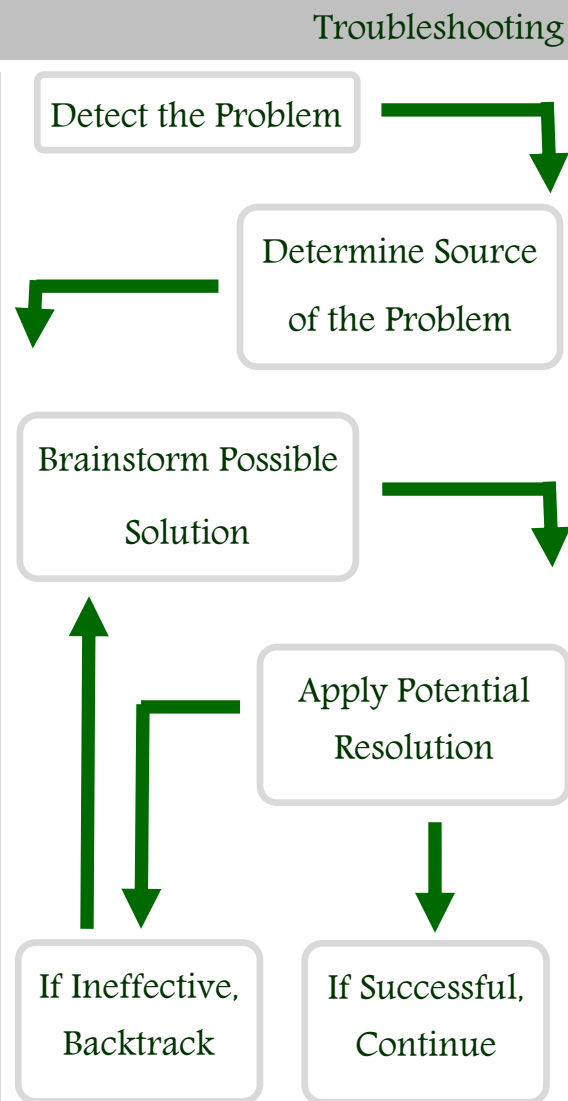 Troubleshooting
Detect the Problem
Determine Source
of the Problem
Brainstorm Possible
Solution
Apply Potential
Resolution
If Ineffective,
Backtrack
If Successful,
Continue